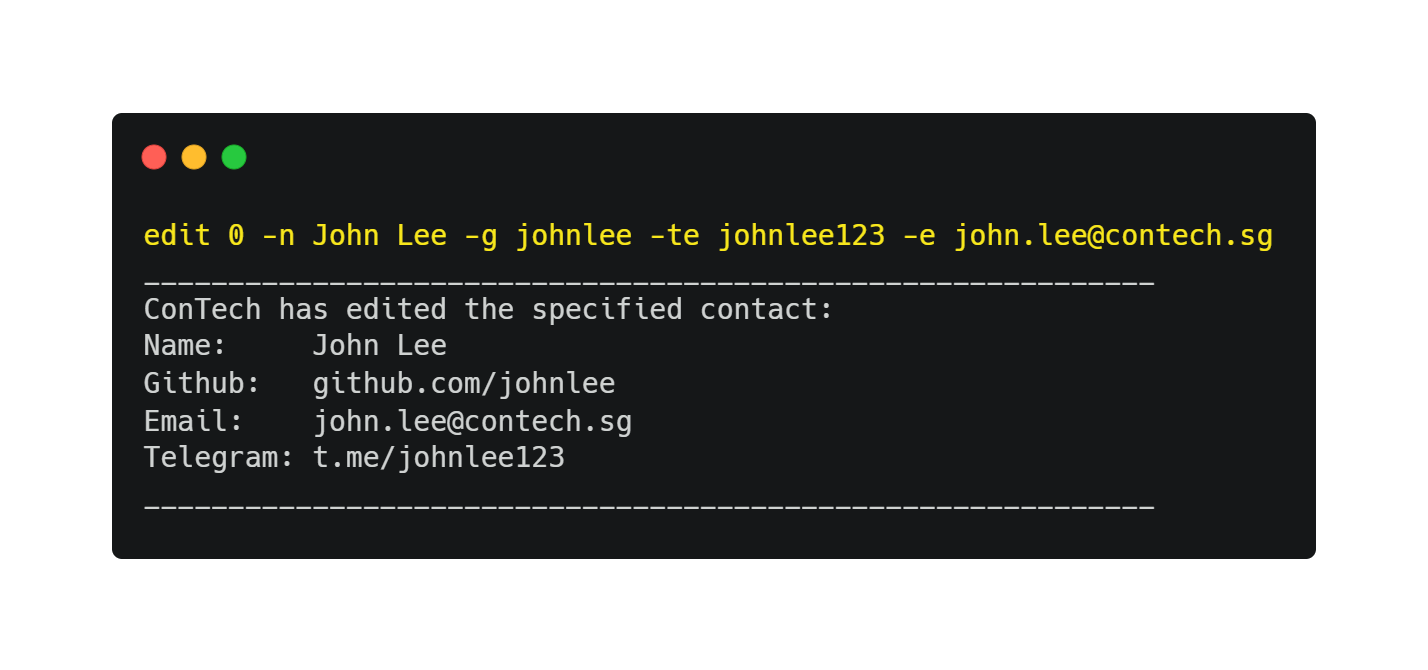 edit 0 -n John Lee -g johnlee -te johnlee123 -e john.lee@contech.sg
____________________________________________________________
ConTech has edited the specified contact:
Name:     John Lee
Github:   github.com/johnlee
Email:    john.lee@contech.sg
Telegram: t.me/johnlee123
____________________________________________________________